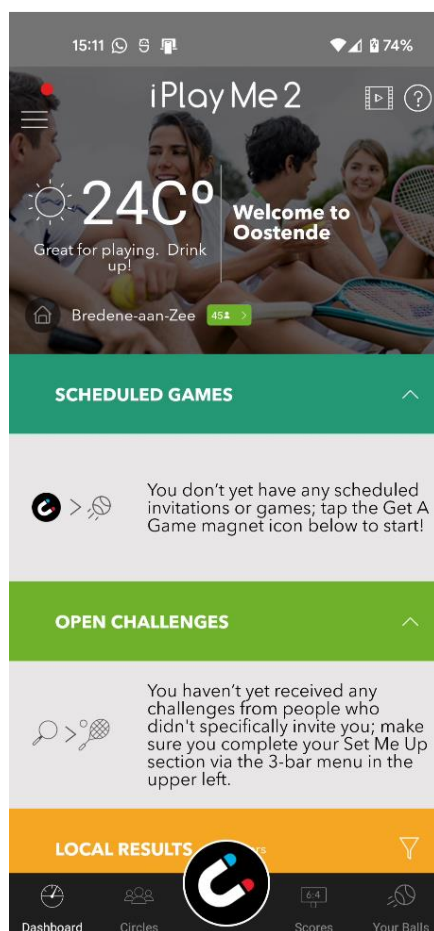 15:11
74%
iPlayMe2
24Cº
Welcome to
Oostende
Great for playing. Drink
up!
Bredene-aan-Zee 45
SCHEDULED GAMES
You don't yet have any scheduled
invitations or games; tap the Get A
Game magnet icon below to start!
OPEN CHALLENGES
You haven't yet received any
challenges from people who
didn't specifically invite you; make
sure you complete your Set Me Up
section via the 3-bar menu in the
upper left.
LOCAL RESULTS
6:4
Dashboard
Circles
Scores
Your Balls